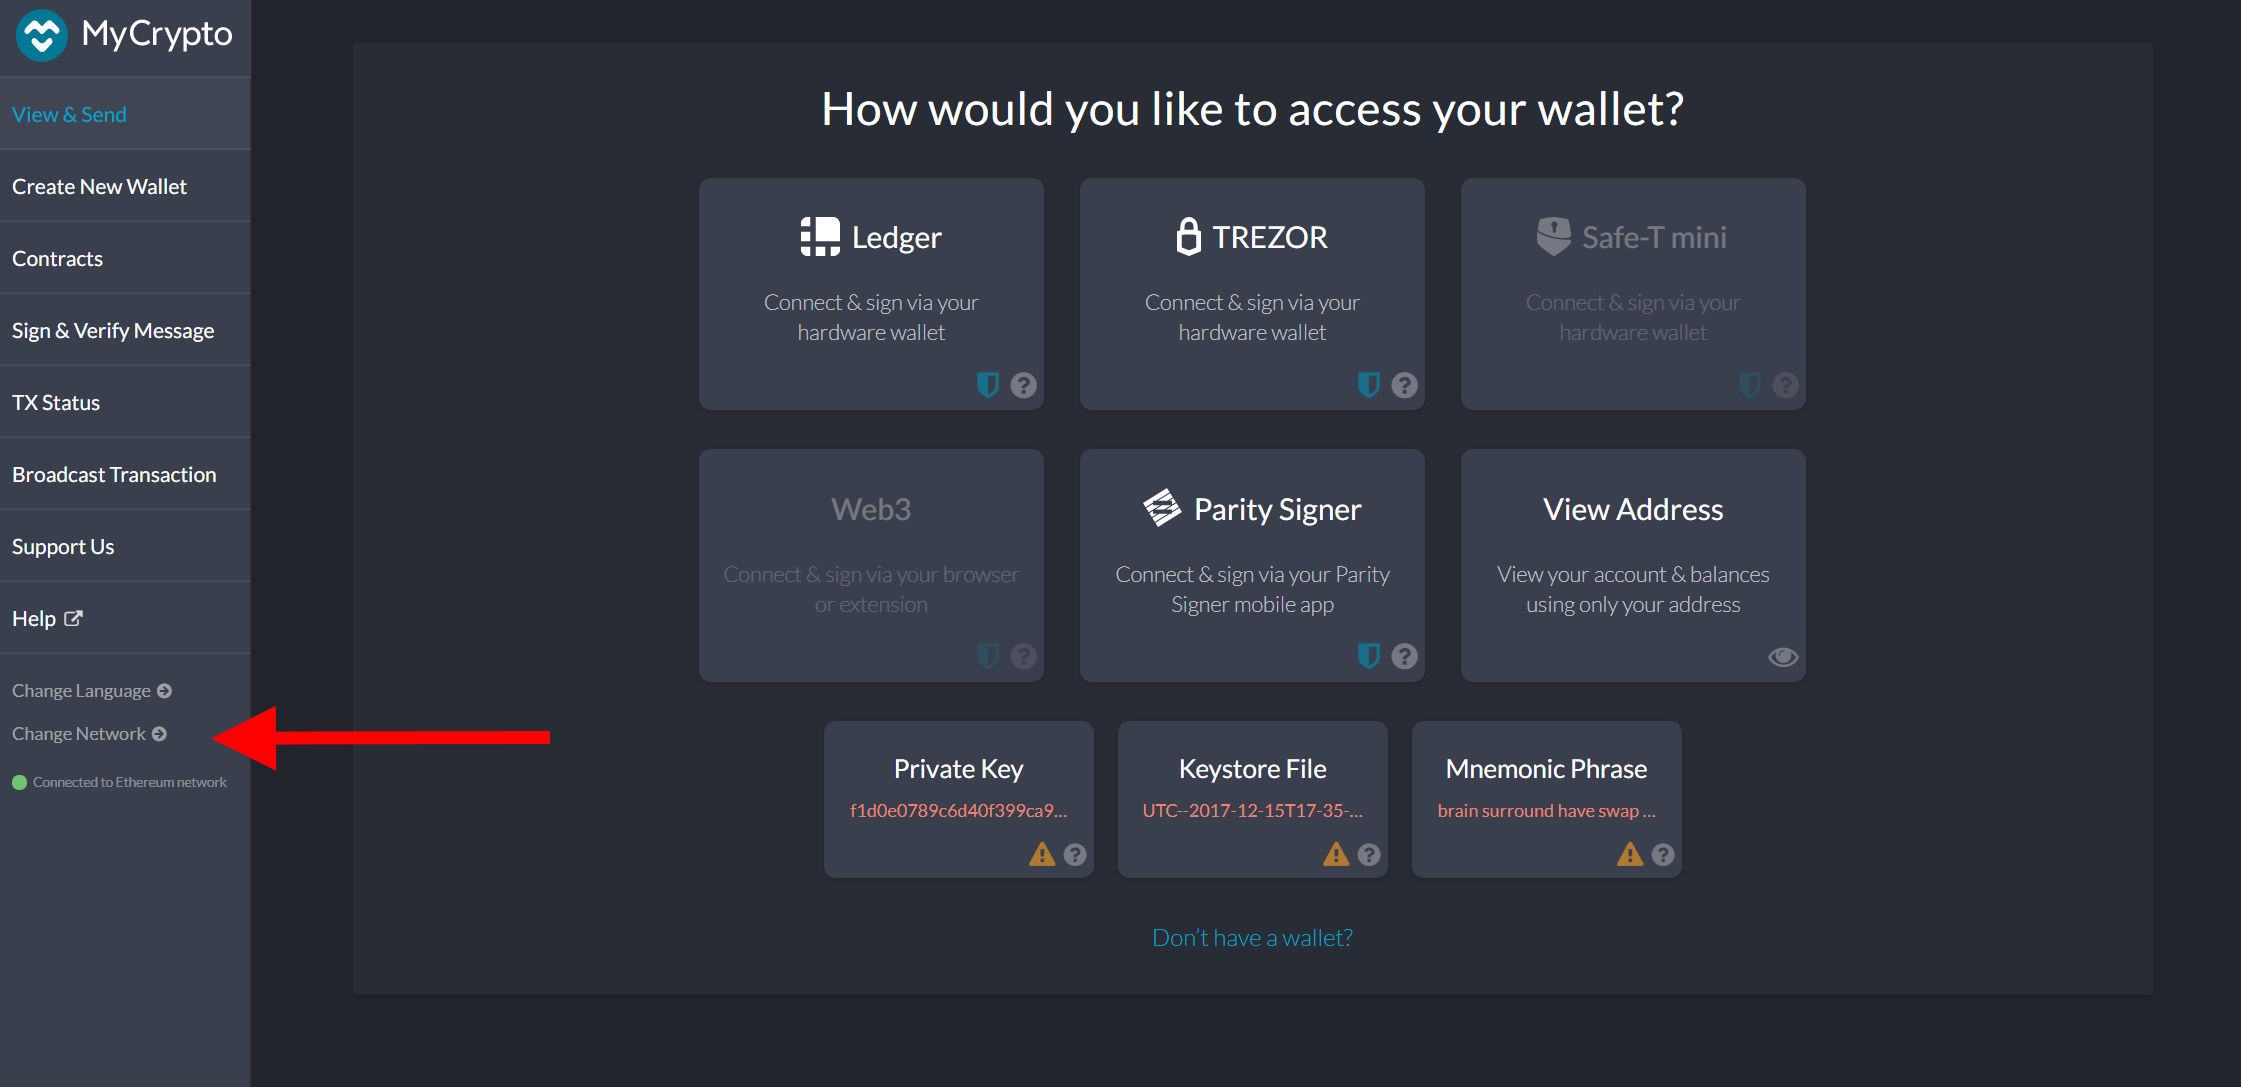 MyCrypto
View & Send
Create New Wallet
Contracts
Sign & Verify Message
TX Status
Broadcast Transaction
Support Us
Help
Change Language
Change Network
Connected to Ethereum network
How would you like to access your wallet?
Ledger
Connect & sign via your
hardware wallet
?
TREZOR
Connect & sign via your
hardware wallet
?
Safe-T mini
Connect & sign via your
hardware wallet
?
Web3
Connect & sign via your browser
or extension
?
Parity Signer
Connect & sign via your Parity
Signer mobile app
?
View Address
View your account & balances
using only your address
Private Key
f1d0e0789c6d40f399ca9...
?
Keystore File
UTC--2017-12-15T17-35-...
?
Mnemonic Phrase
brain surround have swap ...
?
Don't have a wallet?